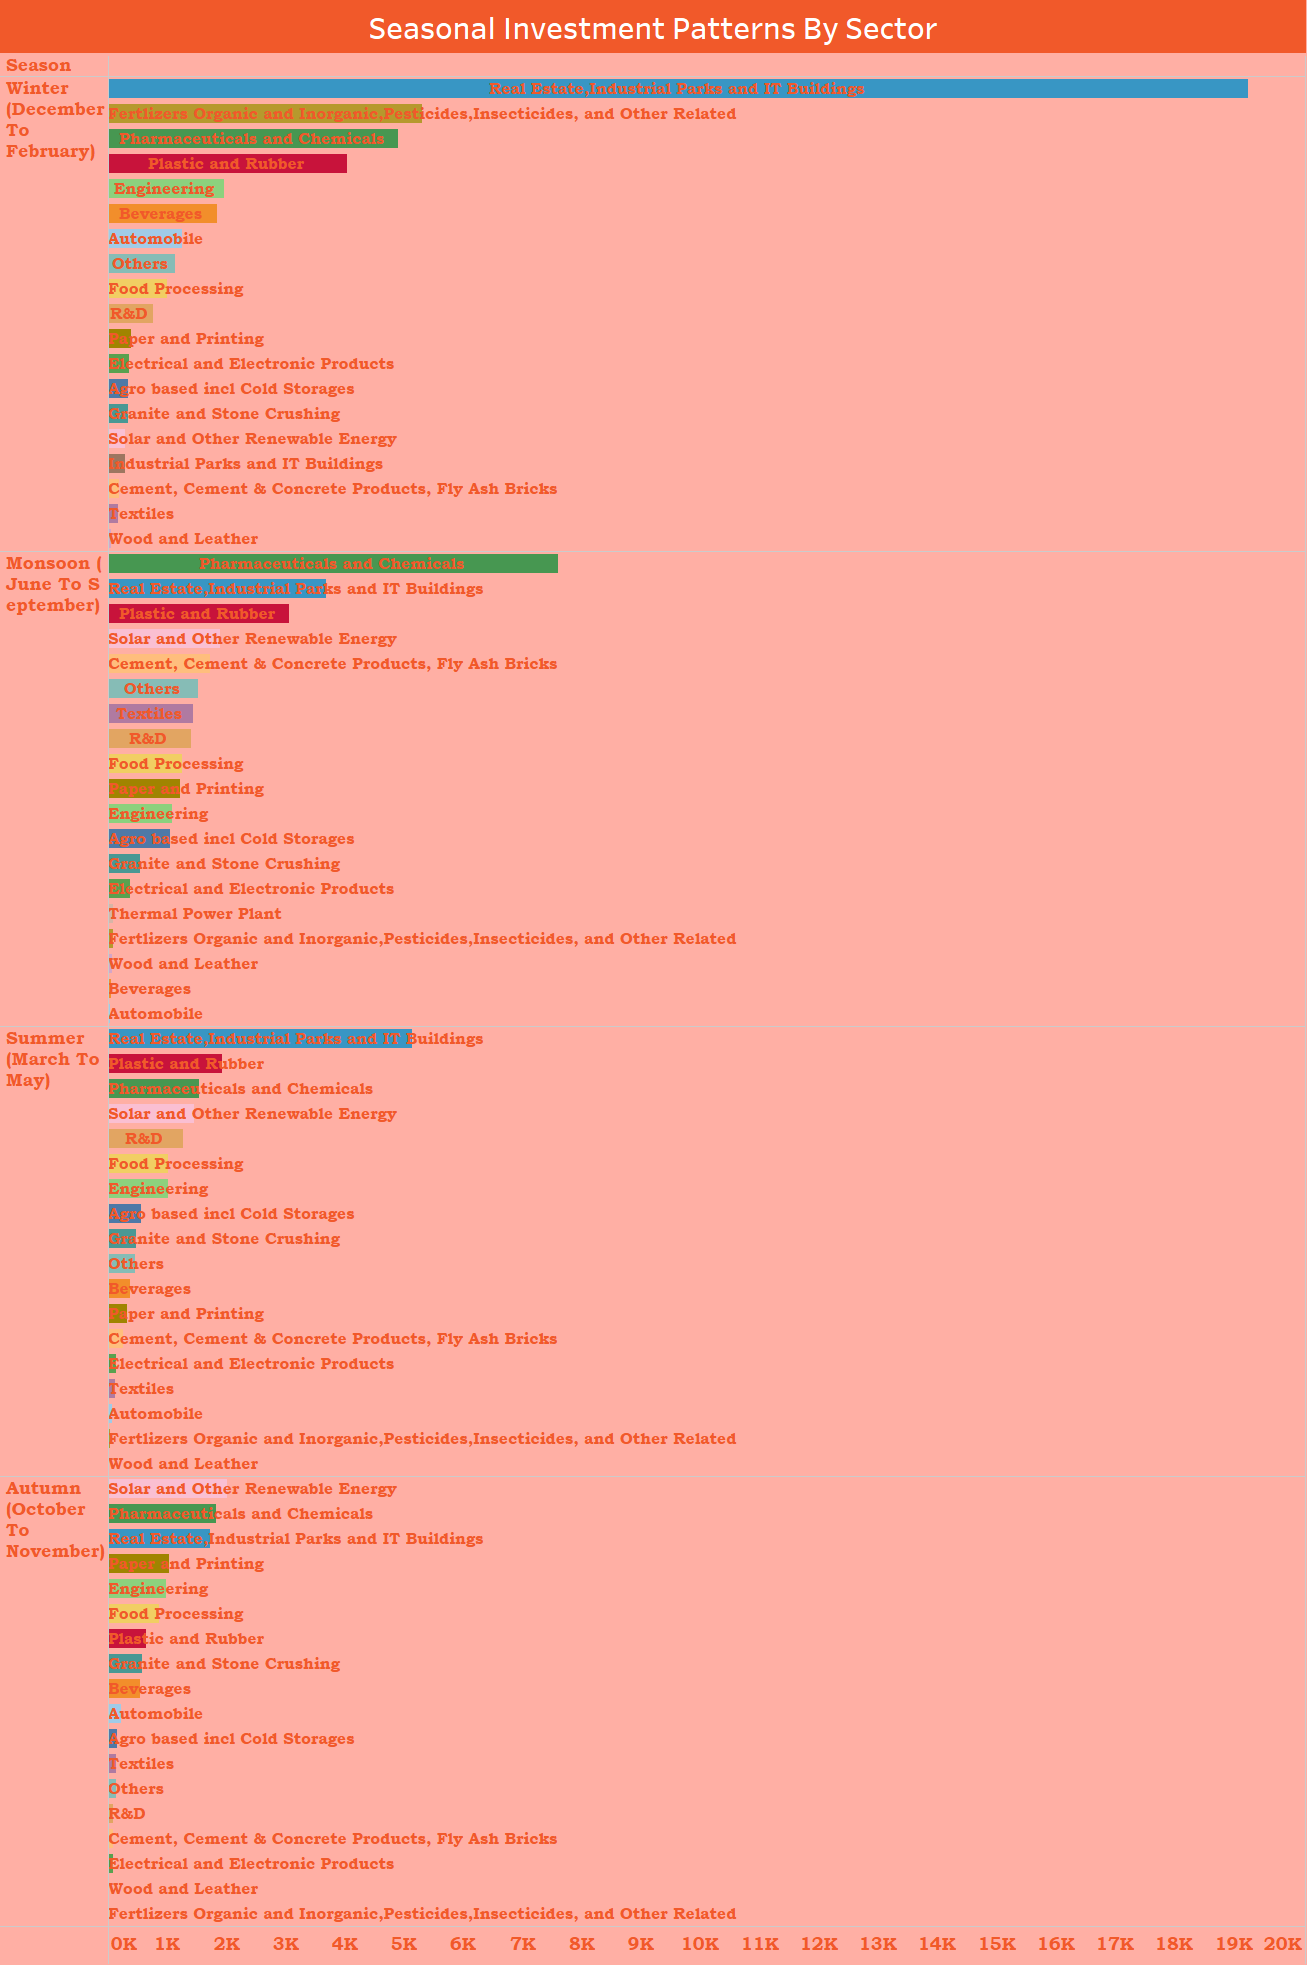 Seasonal Investment Patterns By Sector
Season
Winter
(December
To
February)
Real Estate,Industrial Parks and IT Buildings
Fertlizers Organic and Inorganic,Pesticides,Insecticides, and Other Related
Pharmaceuticals and Chemicals
Plastic and Rubber
Engineering
Beverages
Automobile
Others
Food Processing
R&D
Paper and Printing
Electrical and Electronic Products
Agro based incl Cold Storages
Granite and Stone Crushing
Solar and Other Renewable Energy
Industrial Parks and IT Buildings
Cement, Cement & Concrete Products, Fly Ash Bricks
Textiles
Wood and Leather
Monsoon (
June To S
eptember)
Pharmaceuticals and Chemicals
Real Estate,Industrial Parks and IT Buildings
Plastic and Rubber
Solar and Other Renewable Energy
Cement, Cement & Concrete Products, Fly Ash Bricks
Others
Textiles
R&D
Food Processing
Paper and Printing
Engineering
Agro based incl Cold Storages
Granite and Stone Crushing
Electrical and Electronic Products
Thermal Power Plant
Fertlizers Organic and Inorganic,Pesticides,Insecticides, and Other Related
Wood and Leather
Beverages
Automobile
Summer
(March To
May)
Real Estate,Industrial Parks and IT Buildings
Plastic and Rubber
Pharmaceuticals and Chemicals
Solar and Other Renewable Energy
R&D
Food Processing
Engineering
Agro based incl Cold Storages
Granite and Stone Crushing
Others
Beverages
Paper and Printing
Cement, Cement & Concrete Products, Fly Ash Bricks
Electrical and Electronic Products
Textiles
Automobile
Fertlizers Organic and Inorganic,Pesticides,Insecticides, and Other Related
Wood and Leather
Autumn
(October
To
November)
Solar and Other Renewable Energy
Pharmaceuticals and Chemicals
Real Estate,Industrial Parks and IT Buildings
Paper and Printing
Engineering
Food Processing
Plastic and Rubber
Granite and Stone Crushing
Beverages
Automobile
Agro based incl Cold Storages
Textiles
Others
R&D
Cement, Cement & Concrete Products, Fly Ash Bricks
Electrical and Electronic Products
Wood and Leather
Fertlizers Organic and Inorganic,Pesticides,Insecticides, and Other Related
0K 1K 2K 3K 4K 5K 6K 7K 8K 9K 10K 11K 12K 13K 14K 15K 16K 17K 18K 19K 20K